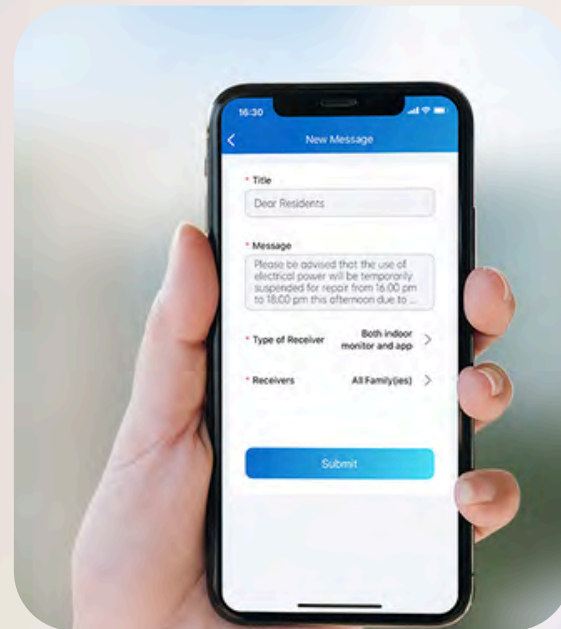 16:30
New Message
* Title
Dear Residents
* Message
Please be advised that the use of
electrical power will be temporarily
suspended for repair from 16:00 pm
to 18:00 pm this afternoon due to ...
* Type of Receiver Both indoor
monitor and app
* Receivers All Family(ies)
Submit